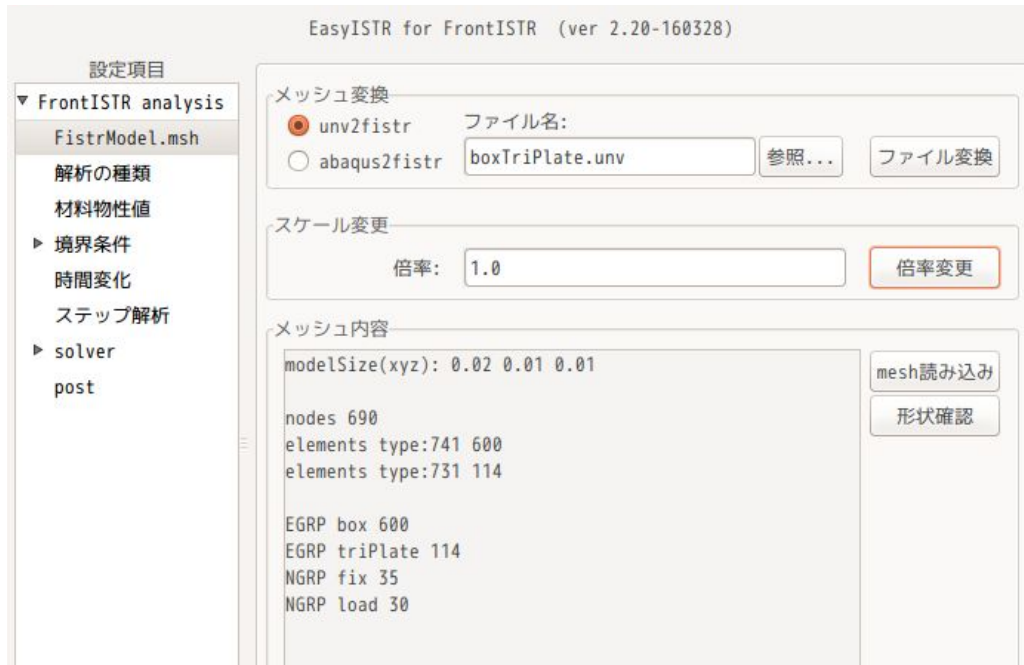 EasyISTR for FrontISTR (ver 2.20-160328)
設定項目
FrontISTR analysis
FistrModel.msh
解析の種類
材料物性値
境界条件
時間変化
ステップ解析
solver
post
メッシュ変換
unv2fistr
ファイル名:
abaqus2fistr
boxTriPlate.unv
参照...
ファイル変換
スケール変更
倍率:
1.0
倍率変更
メッシュ内容
modelSize(xyz): 0.02 0.01 0.01
nodes 690
elements type:741 600
elements type:731 114
EGRP box 600
EGRP triPlate 114
NGRP fix 35
NGRP load 30
mesh読み込み
形状確認